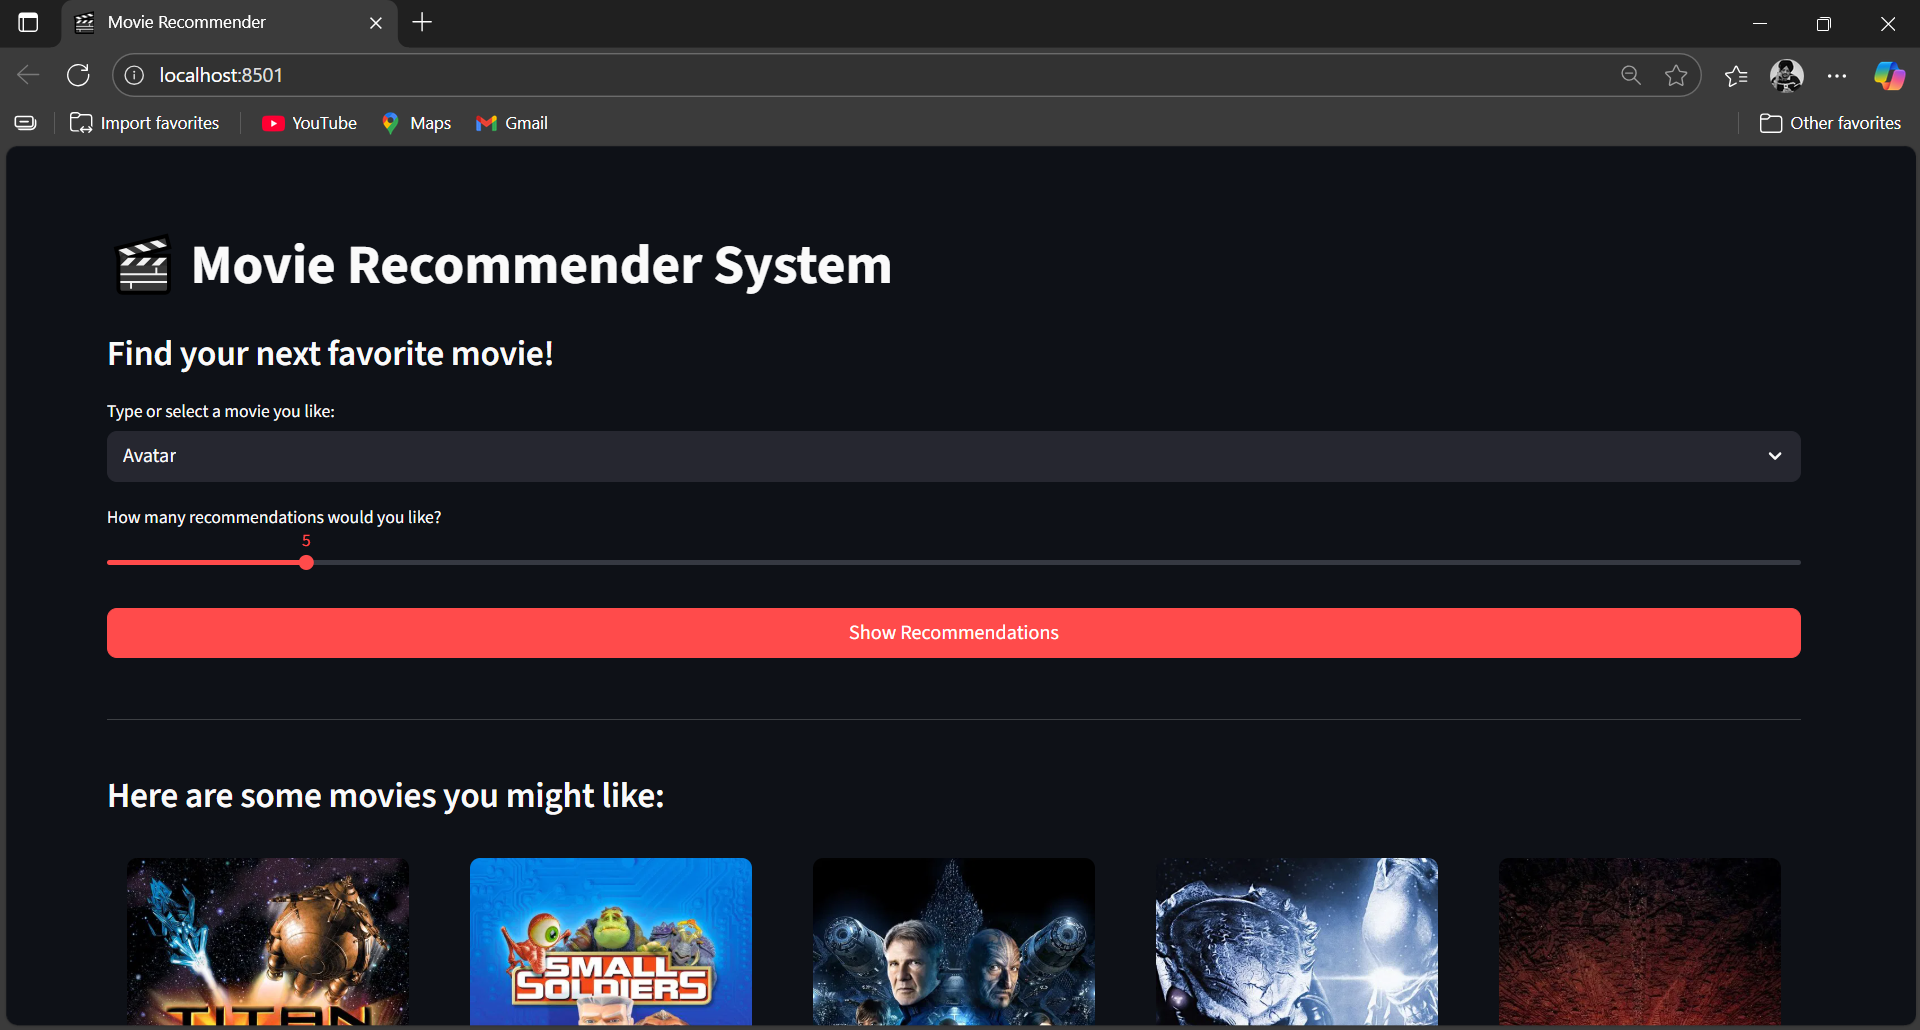 Movie Recommender
localhost:8501
Import favorites
YouTube
Maps
Gmail
Other favorites
Movie Recommender System
Find your next favorite movie!
Type or select a movie you like:
Avatar
How many recommendations would you like?
5
Show Recommendations
Here are some movies you might like:
TITAN
SMALL
SOLDIERS